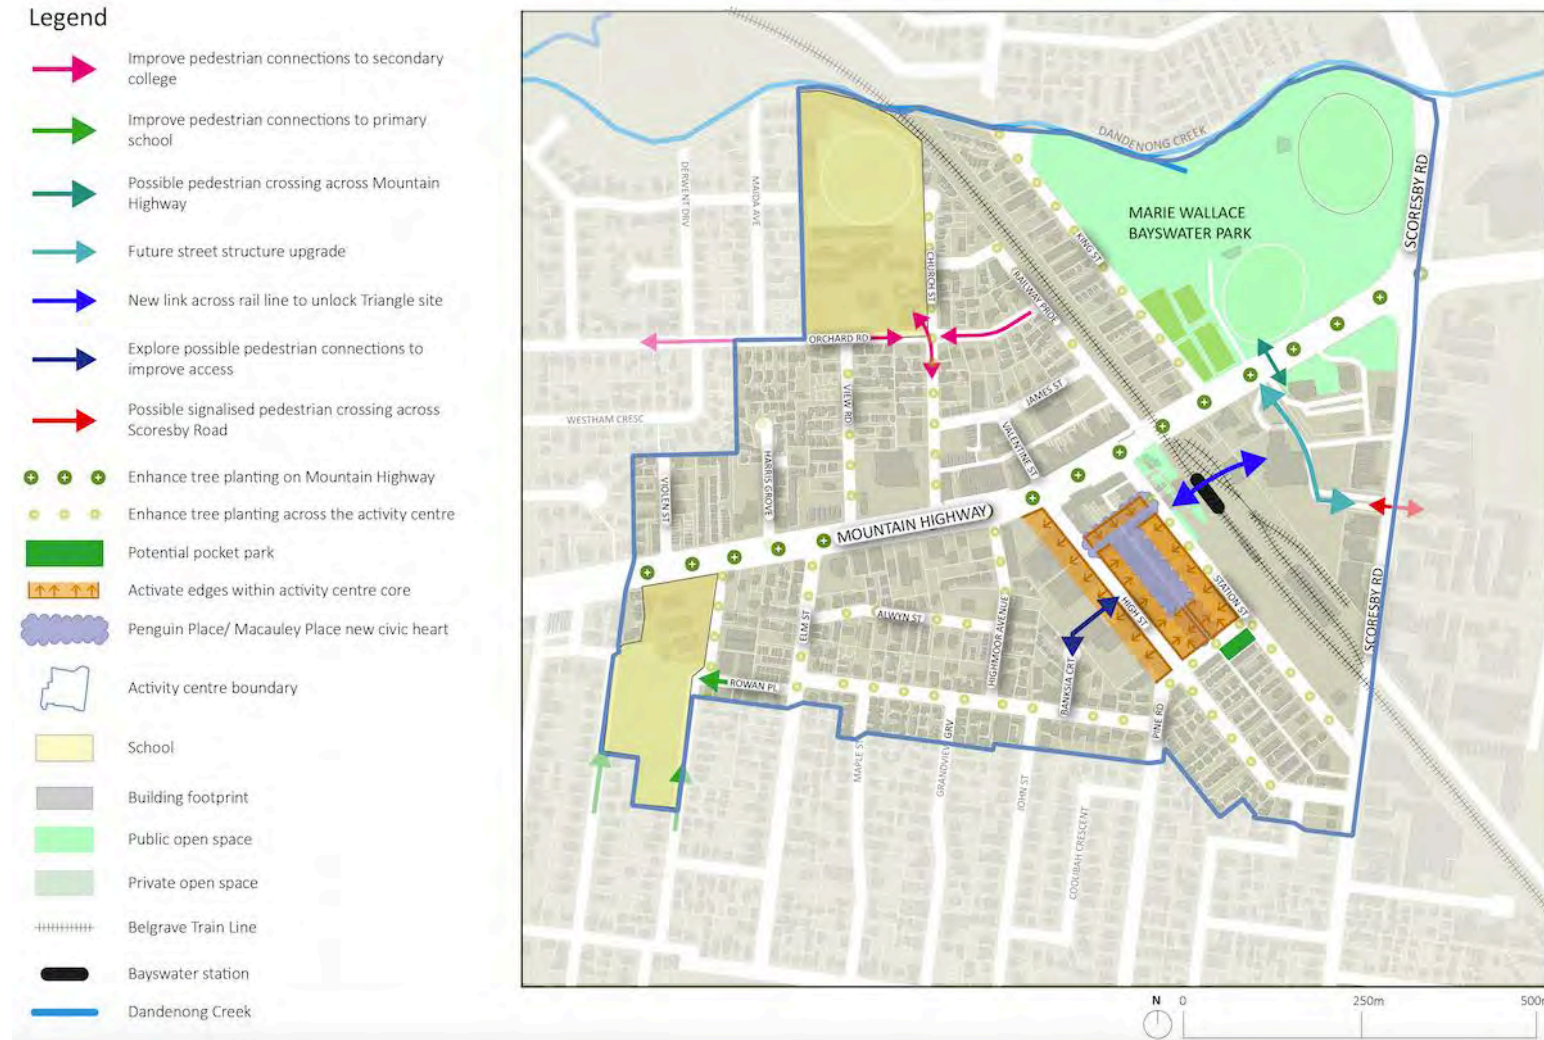 Legend
Improve pedestrian connections to secondary
college
Improve pedestrian connections to primary
school
Possible pedestrian crossing across Mountain
Highway
Future street structure upgrade
New link across rail line to unlock Triangle site
Explore possible pedestrian connections to
improve access
Possible signalised pedestrian crossing across
Scoresby Road
Enhance tree planting on Mountain Highway
Enhance tree planting across the activity centre
Potential pocket park
Activate edges within activity centre core
Penguin Place/ Macauley Place new civic heart
Activity centre boundary
School
Building footprint
Public open space
Private open space
Belgrave Train Line
Bayswater station
Dandenong Creek
DANDENONG CREEK
DERWENT DRV
MAIDA AVE
MARIE WALLACE
BAYSWATER PARK
SCORESBY RD
KING ST
CHURCH ST
RAILWAY PRDE
ORCHARD RD
VIEW RD
JAMES ST
WESTHAM CRESC
VALENTINE ST
HARRIS GROVE
VIOLEN ST
MOUNTAIN HIGHWAY
STATION ST
HIGH ST
SCORESBY RD
ELM ST
ALWYN ST
HIGHMOOR AVENUE
BANKSIA CRT
ROWAN PL
PINE RD
MAPLE ST
GRANDVIEW GRV
JOHN ST
COOLIBAH CRESCENT
N
0
250m
500m